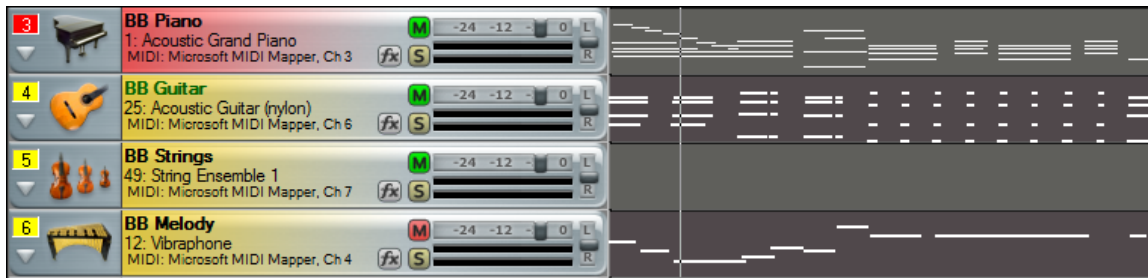 3
BB Piano
1: Acoustic Grand Piano
MIDI: Microsoft MIDI Mapper, Ch 3
fx
M
S
-24 -12 - 0
L
R
4
BB Guitar
25: Acoustic Guitar (nylon)
MIDI: Microsoft MIDI Mapper, Ch 6
fx
M
S
-24 -12 - 0
L
R
5
BB Strings
49: String Ensemble 1
MIDI: Microsoft MIDI Mapper, Ch 7
fx
M
S
-24 -12 - 0
L
R
6
BB Melody
12: Vibraphone
MIDI: Microsoft MIDI Mapper, Ch 4
fx
M
S
-24 -12 - 0
L
R